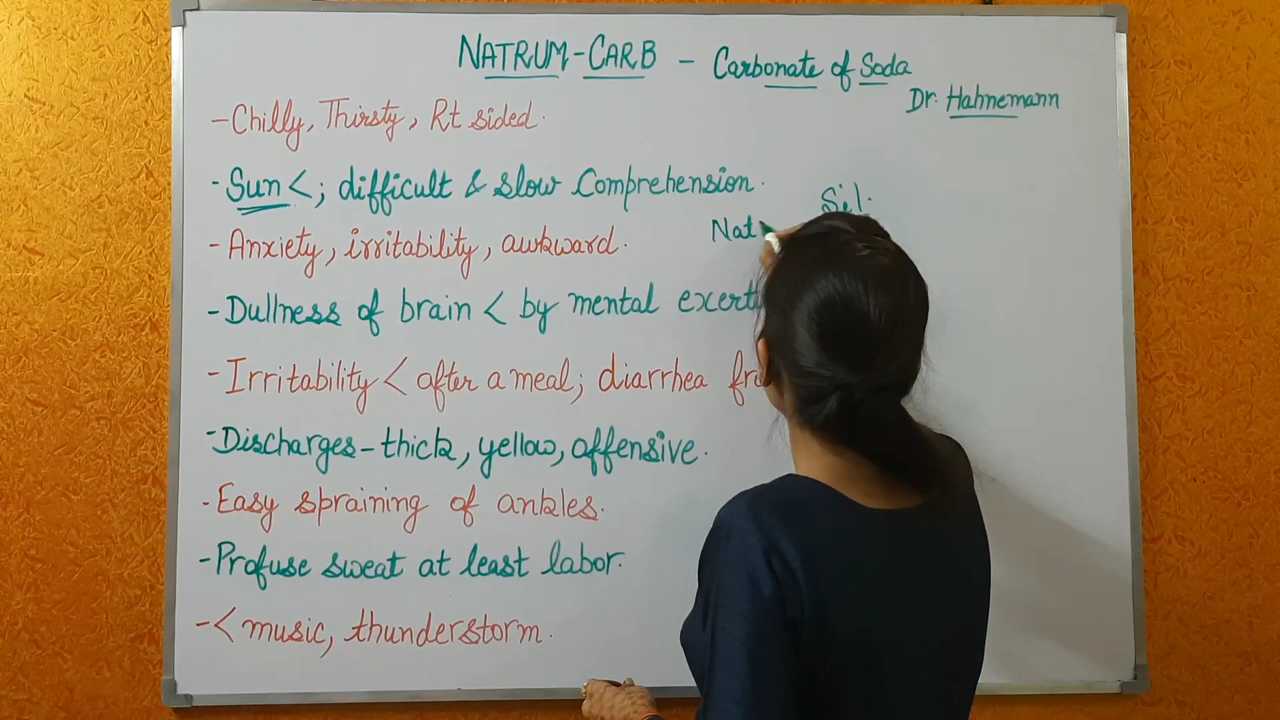 NATRUM-CARB - Carbonate of Soda
Dr. Hahnemann
- Chilly, Thirsty, Rt sided.
- Sun <; difficult & slow Comprehension.
Sil.
Nat
- Anxiety, irritability, awkward.
- Dullness of brain < by mental
- Irritability < after a meal; diarrhea
- Discharges - thick, yellow, offensive.
- Easy spraining of ankles.
- Profuse sweat at least labor.
- < music, thunderstorm.